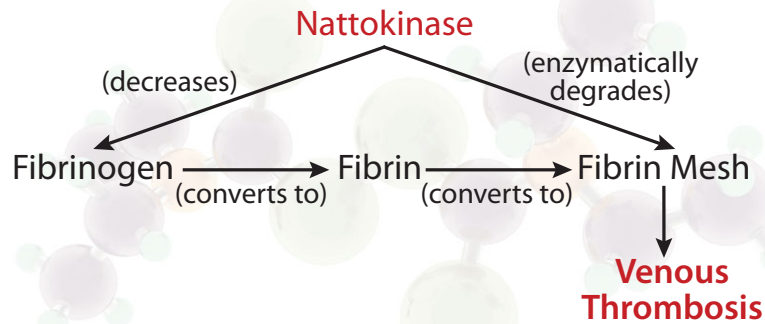 Nattokinase
(decreases)
(enzymatically
degrades)
Fibrinogen
(converts to)
Fibrin
(converts to)
Fibrin Mesh
Venous
Thrombosis